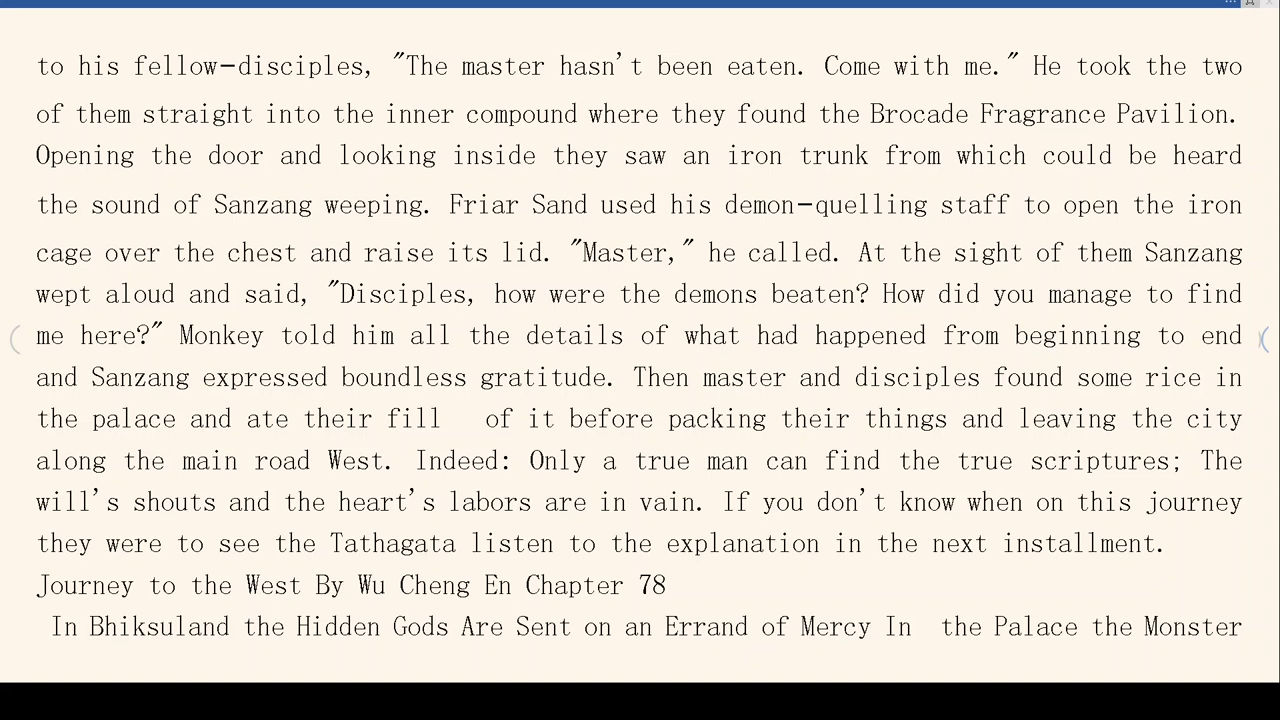 to his fellow-disciples, "The master hasn't been eaten. Come with me." He took the two
of them straight into the inner compound where they found the Brocade Fragrance Pavilion.
Opening the door and looking inside they saw an iron trunk from which could be heard
the sound of Sanzang weeping. Friar Sand used his demon-quelling staff to open the iron
cage over the chest and raise its lid. "Master," he called. At the sight of them Sanzang
wept aloud and said, "Disciples, how were the demons beaten? How did you manage to find
me here?" Monkey told him all the details of what had happened from beginning to end
and Sanzang expressed boundless gratitude. Then master and disciples found some rice in
the palace and ate their fill of it before packing their things and leaving the city
along the main road West. Indeed: Only a true man can find the true scriptures; The
will's shouts and the heart's labors are in vain. If you don't know when on this journey
they were to see the Tathagata listen to the explanation in the next installment.
Journey to the West By Wu Cheng En Chapter 78
In Bhiksuland the Hidden Gods Are Sent on an Errand of Mercy In the Palace the Monster